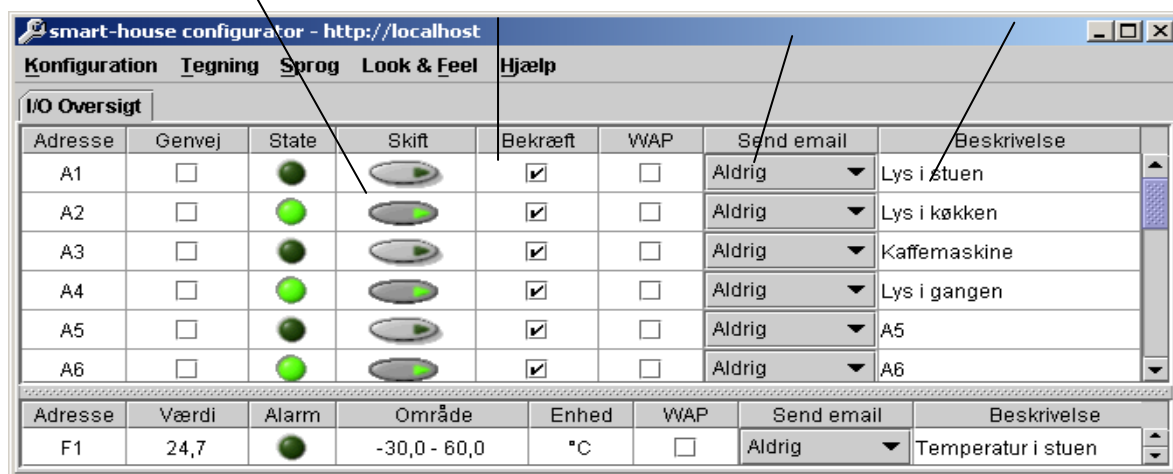 smart-house configurator - http://localhost
Konfiguration Tegning Sprog Look & Feel Hjælp
I/O Oversigt
Adresse Genvej State Skift Bekræft WAP Send email Beskrivelse
A1 Aldrig Lys i stuen
A2 Aldrig Lys i køkken
A3 Aldrig Kaffemaskine
A4 Aldrig Lys i gangen
A5 Aldrig A5
A6 Aldrig A6
Adresse Værdi Alarm Område Enhed WAP Send email Beskrivelse
F1 24,7 -30,0 - 60,0 °C Aldrig Temperatur i stuen